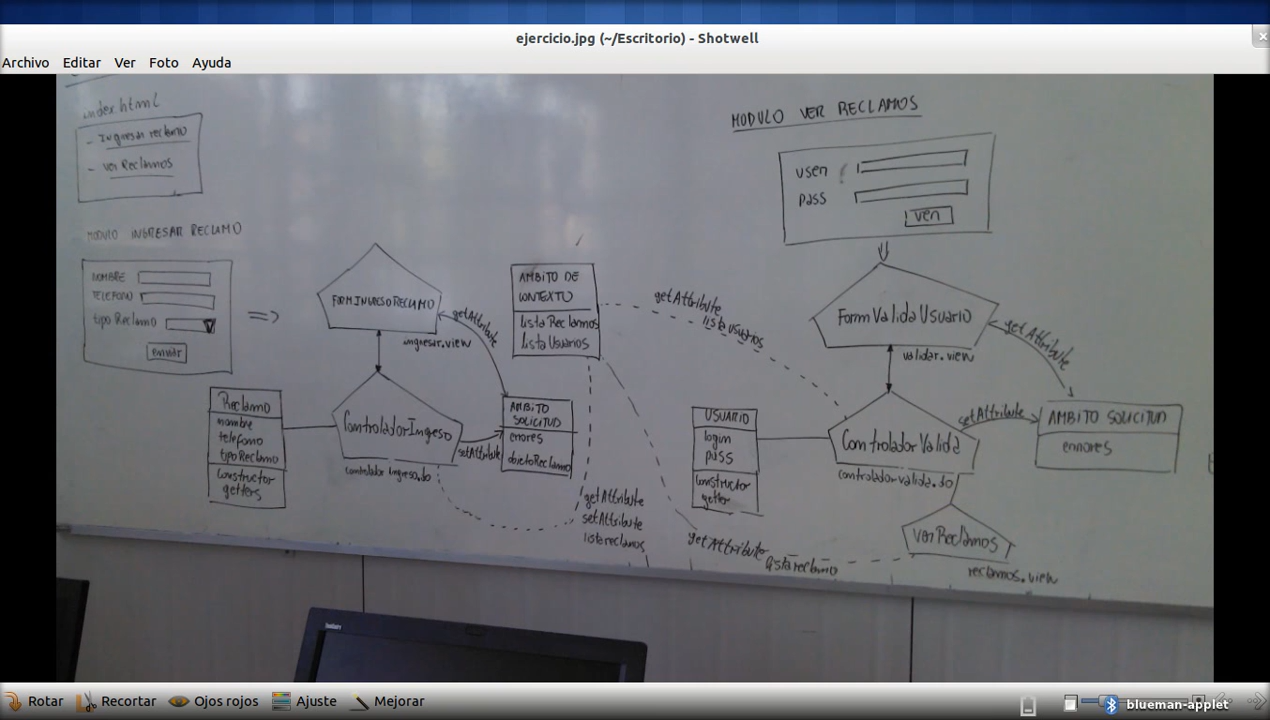 ejercicio.jpg (~/Escritorio) - Shotwell
Archivo Editar Ver Foto Ayuda
index.html
- Ingresar reclamo
- ver Reclamos
MODULO INGRESAR RECLAMO
NOMBRE
TELEFONO
tipo Reclamo
enviar
=>
FORMINGRESORECLAMO
ingresar.view
getAttribute
Reclamo
nombre
telefono
tipoReclamo
constructor
getters
ControladorIngreso
controlador ingreso.do
setAttribute
AMBITO DE
CONTEXTO
listaReclamos
listaUsuarios
AMBITO
SOLICITUD
errores
objetoReclamo
getAttribute
setAttribute
listareclamos
getAttribute
listaUsuarios
getAttribute
listareclamo
MODULO VER RECLAMOS
user
pass
ver
FormValidaUsuario
validar.view
getAttribute
USUARIO
login
pass
constructor
getter
ControladorValida
controladorvalida.do
setAttribute
AMBITO SOLICITUD
errores
verReclamos
reclamos.view
Rotar Recortar Ojos rojos Ajuste Mejorar
blueman-applet